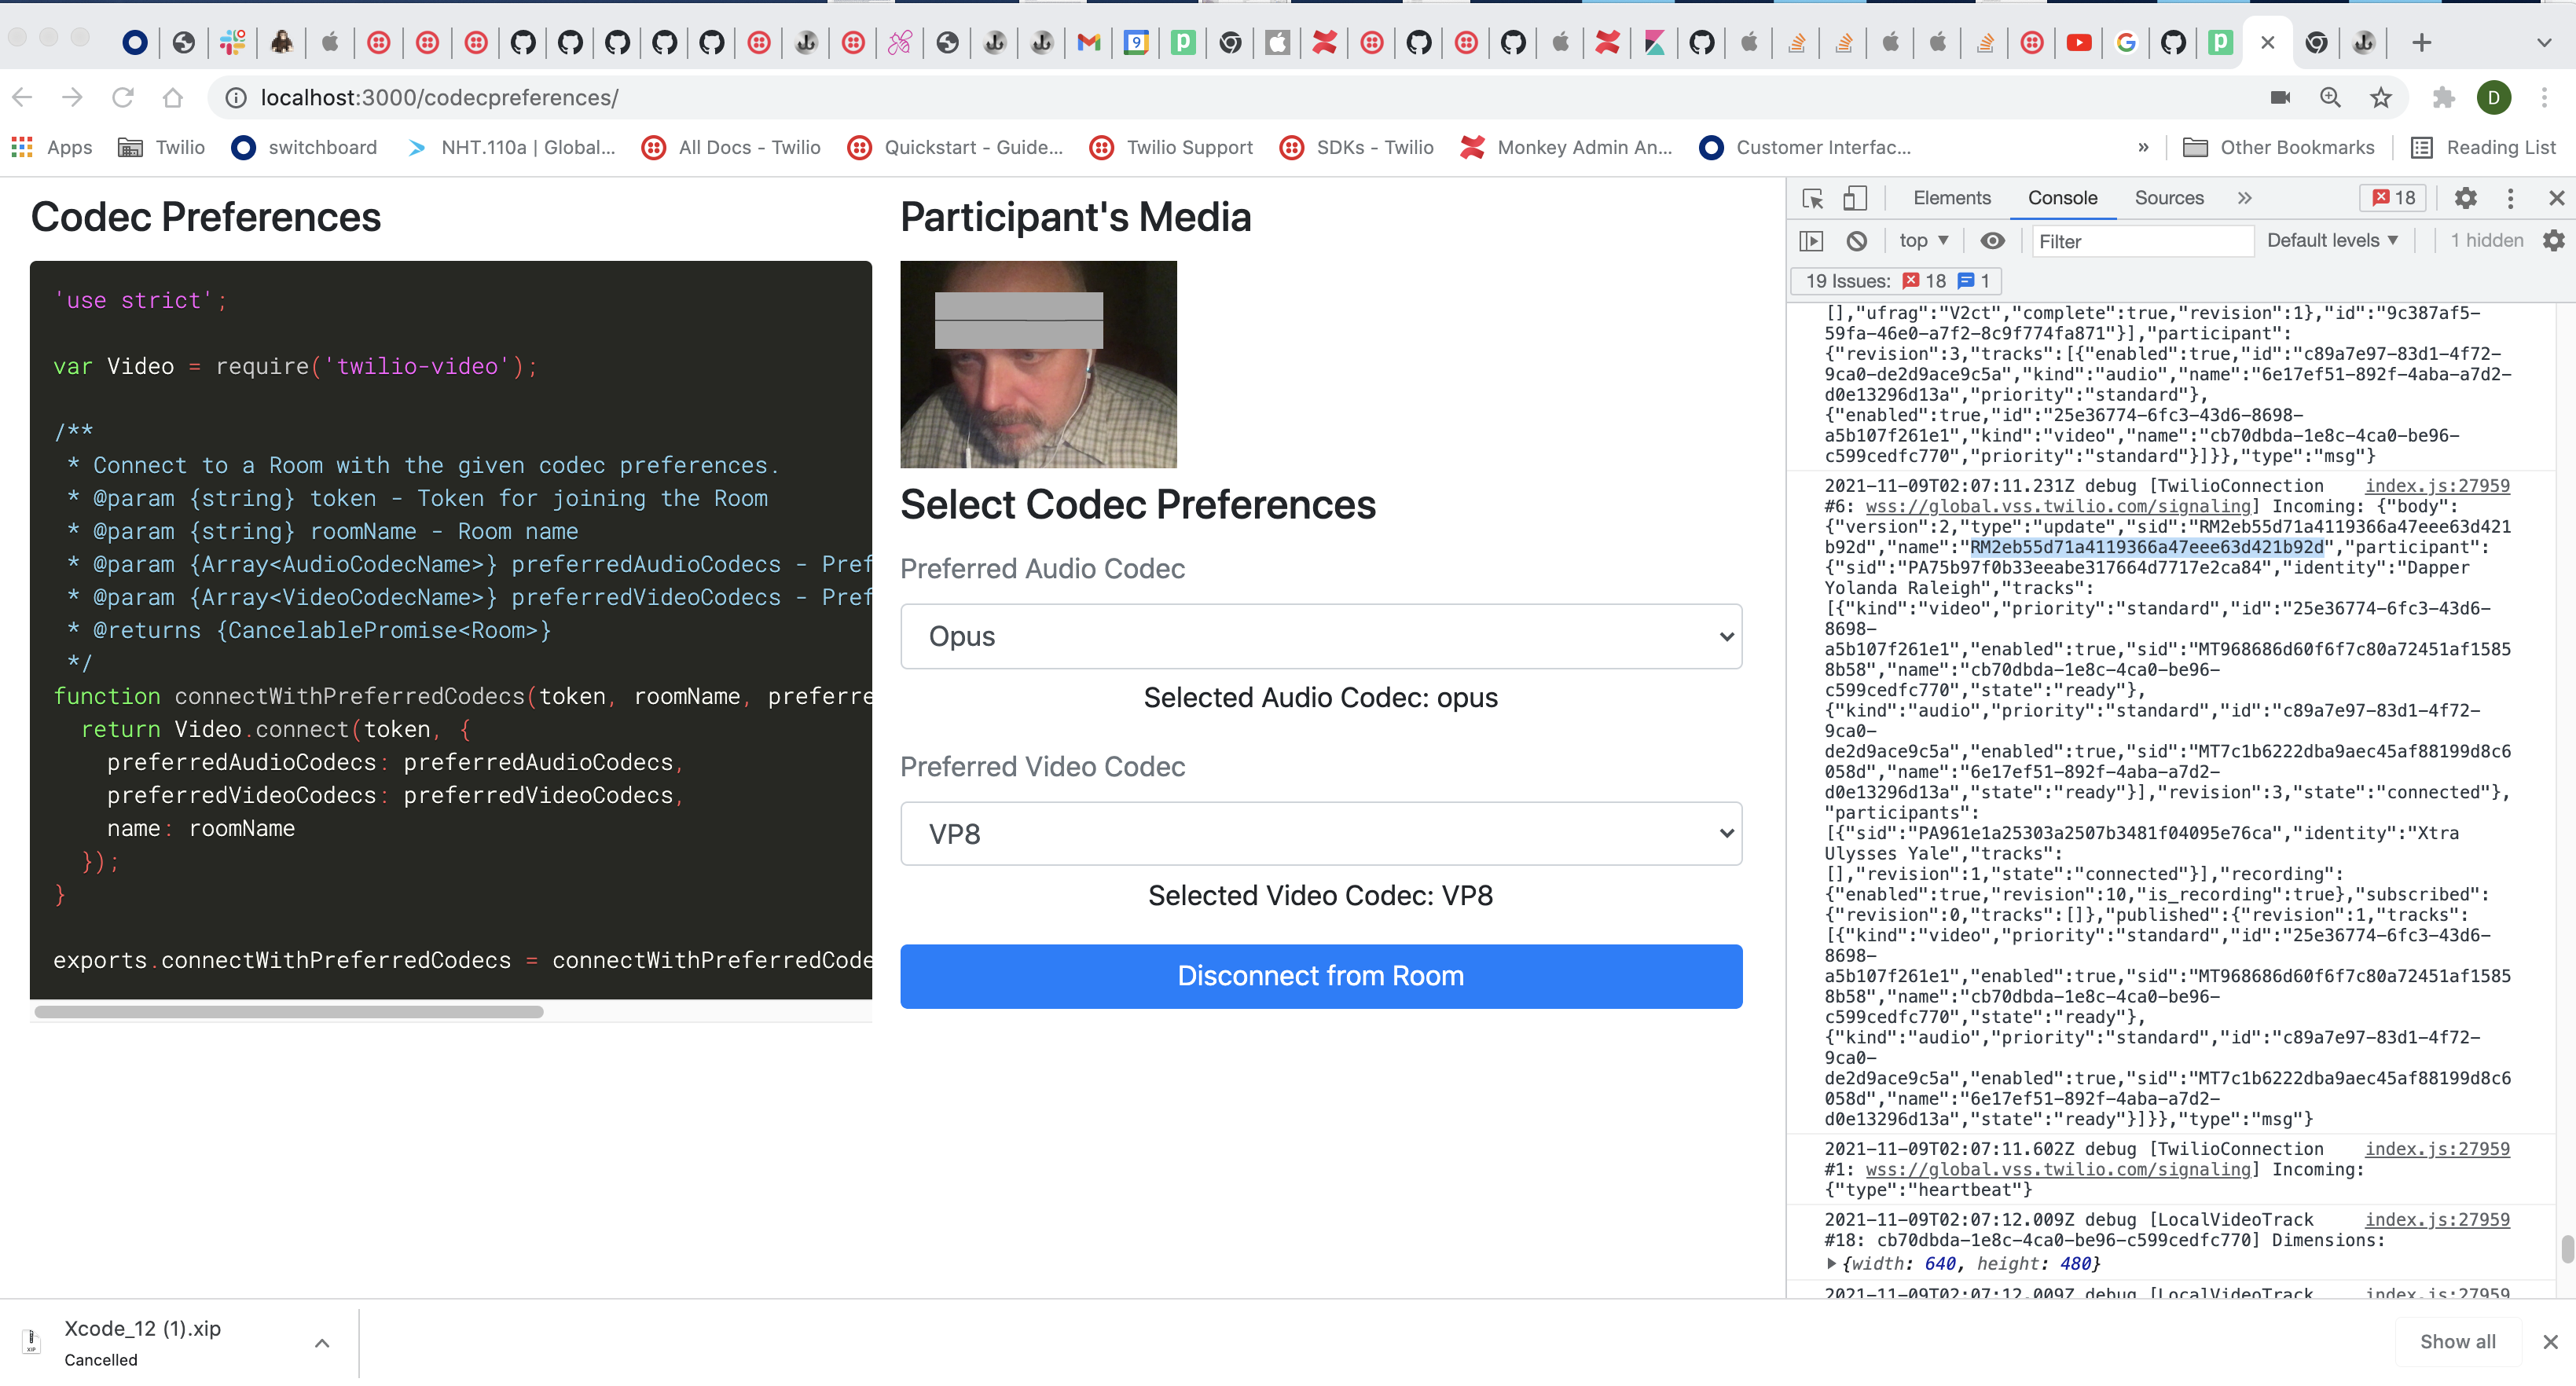 localhost:3000/codecpreferences/
D
Apps
Twilio
switchboard
NHT.110a | Global...
All Docs - Twilio
Quickstart - Guide...
Twilio Support
SDKs - Twilio
Monkey Admin An...
Customer Interfac...
»
Other Bookmarks
Reading List
Codec Preferences
'use strict';
var Video = require('twilio-video');
/**
* Connect to a Room with the given codec preferences.
* @param {string} token - Token for joining the Room
* @param {string} roomName - Room name
* @param {Array<AudioCodecName>} preferredAudioCodecs - Pref
* @param {Array<VideoCodecName>} preferredVideoCodecs - Pref
* @returns {CancelablePromise<Room>}
*/
function connectWithPreferredCodecs(token, roomName, preferre
return Video.connect(token, {
preferredAudioCodecs: preferredAudioCodecs,
preferredVideoCodecs: preferredVideoCodecs,
name: roomName
});
}
exports.connectWithPreferredCodecs = connectWithPreferredCode
Participant's Media
Select Codec Preferences
Preferred Audio Codec
Opus
Selected Audio Codec: opus
Preferred Video Codec
VP8
Selected Video Codec: VP8
Disconnect from Room
Elements
Console
Sources
»
18
top
Filter
Default levels
1 hidden
19 Issues: 18 1
[],"ufrag":"V2ct","complete":true,"revision":1},"id":"9c387af5-
59fa-46e0-a7f2-8c9f774fa871"}],"participant":
{"revision":3,"tracks":[{"enabled":true,"id":"c89a7e97-83d1-4f72-
9ca0-de2d9ace9c5a","kind":"audio","name":"6e17ef51-892f-4aba-a7d2-
d0e13296d13a","priority":"standard"},
{"enabled":true,"id":"25e36774-6fc3-43d6-8698-
a5b107f261e1","kind":"video","name":"cb70dbda-1e8c-4ca0-be96-
c599cedfc770","priority":"standard"}]}},"type":"msg"}
2021-11-09T02:07:11.231Z debug [TwilioConnection index.js:27959
#6: wss://global.vss.twilio.com/signaling] Incoming: {"body":
{"version":2,"type":"update","sid":"RM2eb55d71a4119366a47eee63d421
b92d","name":"RM2eb55d71a4119366a47eee63d421b92d","participant":
{"sid":"PA75b97f0b33eeabe317664d7717e2ca84","identity":"Dapper
Yolanda Raleigh","tracks":
[{"kind":"video","priority":"standard","id":"25e36774-6fc3-43d6-
8698-
a5b107f261e1","enabled":true,"sid":"MT968686d60f6f7c80a72451af1585
8b58","name":"cb70dbda-1e8c-4ca0-be96-
c599cedfc770","state":"ready"},
{"kind":"audio","priority":"standard","id":"c89a7e97-83d1-4f72-
9ca0-
de2d9ace9c5a","enabled":true,"sid":"MT7c1b6222dba9aec45af88199d8c6
058d","name":"6e17ef51-892f-4aba-a7d2-
d0e13296d13a","state":"ready"}],"revision":3,"state":"connected"},
"participants":
[{"sid":"PA961e1a25303a2507b3481f04095e76ca","identity":"Xtra
Ulysses Yale","tracks":
[],"revision":1,"state":"connected"}],"recording":
{"enabled":true,"revision":10,"is_recording":true},"subscribed":
{"revision":0,"tracks":[]},"published":{"revision":1,"tracks":
[{"kind":"video","priority":"standard","id":"25e36774-6fc3-43d6-
8698-
a5b107f261e1","enabled":true,"sid":"MT968686d60f6f7c80a72451af1585
8b58","name":"cb70dbda-1e8c-4ca0-be96-
c599cedfc770","state":"ready"},
{"kind":"audio","priority":"standard","id":"c89a7e97-83d1-4f72-
9ca0-
de2d9ace9c5a","enabled":true,"sid":"MT7c1b6222dba9aec45af88199d8c6
058d","name":"6e17ef51-892f-4aba-a7d2-
d0e13296d13a","state":"ready"}]}},"type":"msg"}
2021-11-09T02:07:11.602Z debug [TwilioConnection index.js:27959
#1: wss://global.vss.twilio.com/signaling] Incoming:
{"type":"heartbeat"}
2021-11-09T02:07:12.009Z debug [LocalVideoTrack index.js:27959
#18: cb70dbda-1e8c-4ca0-be96-c599cedfc770] Dimensions:
{width: 640, height: 480}
2021-11-09T02:07:12.009Z debug [LocalVideoTrack index.js:27959
Xcode_12 (1).xip
Cancelled
Show all